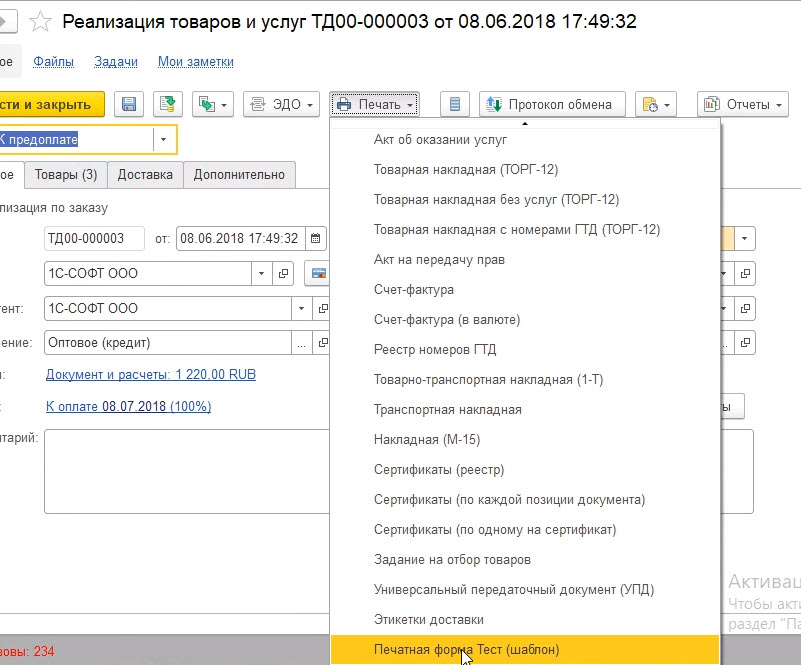 Реализация товаров и услуг ТД00-000003 от 08.06.2018 17:49:32
ое Файлы Задачи Мои заметки
сти и закрыть ЭДО Печать Протокол обмена Отчеты
К предоплате
ое Товары (3) Доставка Дополнительно
лизация по заказу
ТД00-000003 от: 08.06.2018 17:49:32
1С-СОФТ ООО
ент: 1С-СОФТ ООО
ение: Оптовое (кредит) ...
: Документ и расчеты: 1 220,00 RUB
: К оплате 08.07.2018 (100%)
тарий:
Акт об оказании услуг
Товарная накладная (ТОРГ-12)
Товарная накладная без услуг (ТОРГ-12)
Товарная накладная с номерами ГТД (ТОРГ-12)
Акт на передачу прав
Счет-фактура
Счет-фактура (в валюте)
Реестр номеров ГТД
Товарно-транспортная накладная (1-Т)
Транспортная накладная
Накладная (М-15)
Сертификаты (реестр)
Сертификаты (по каждой позиции документа)
Сертификаты (по одному на сертификат)
Задание на отбор товаров
Универсальный передаточный документ (УПД)
Этикетки доставки
Печатная форма Тест (шаблон)
ы
Активац
Чтобы акти
раздел "Па
зовы: 234